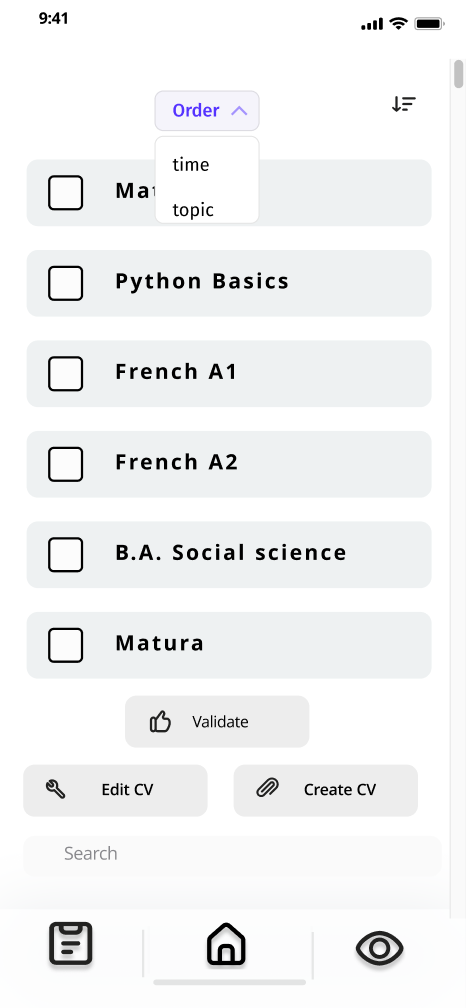 9:41
Order
time
topic
Python Basics
French A1
French A2
B.A. Social science
Matura
Validate
Edit CV
Create CV
Search